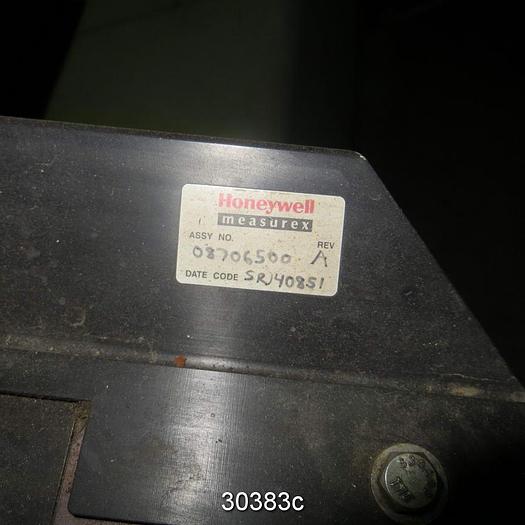 Honeywell
measurex
ASSY NO. REV
08706500 A
DATE CODE SRJ40851
30383c